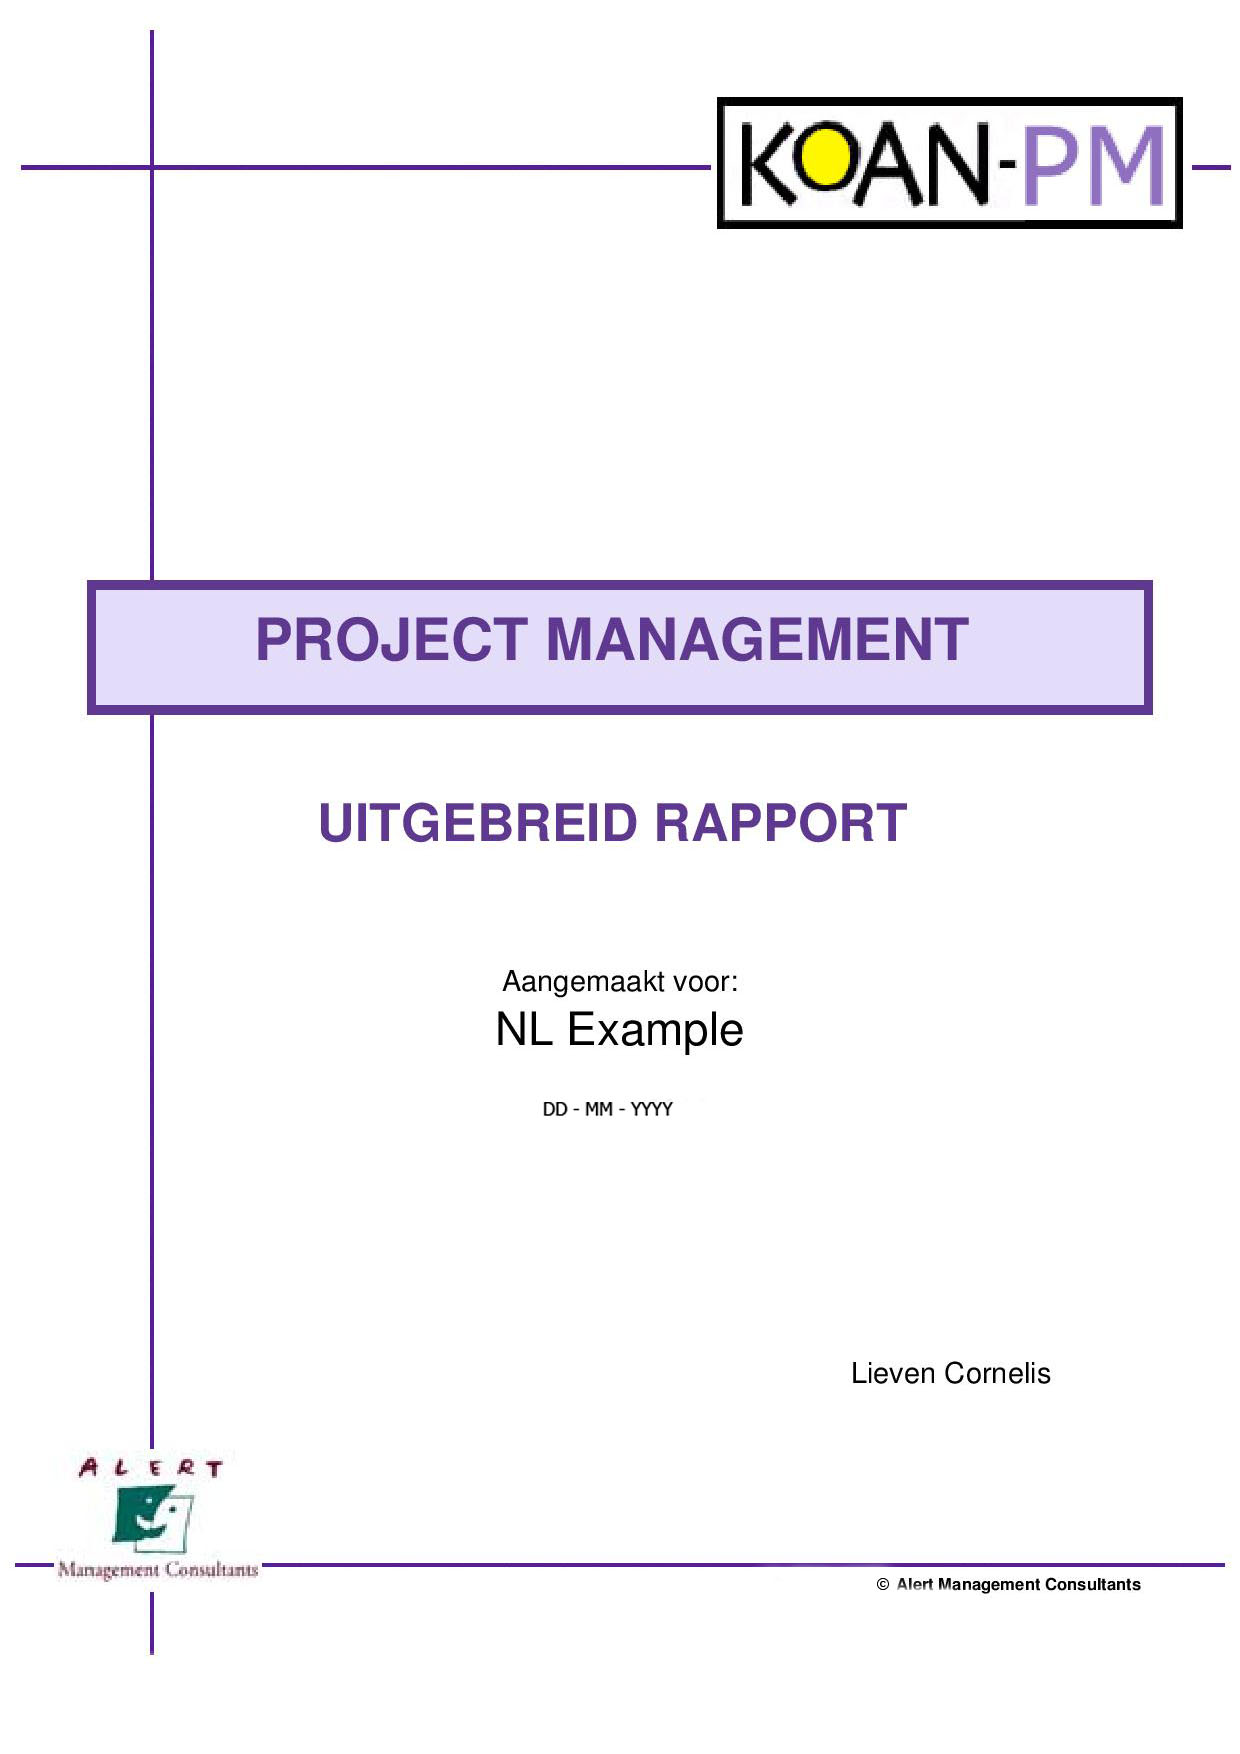 KOAN-PM
PROJECT MANAGEMENT
UITGEBREID RAPPORT
Aangemaakt voor:
NL Example
DD - MM - YYYY
Lieven Cornelis
ALERT
Management Consultants
© Alert Management Consultants